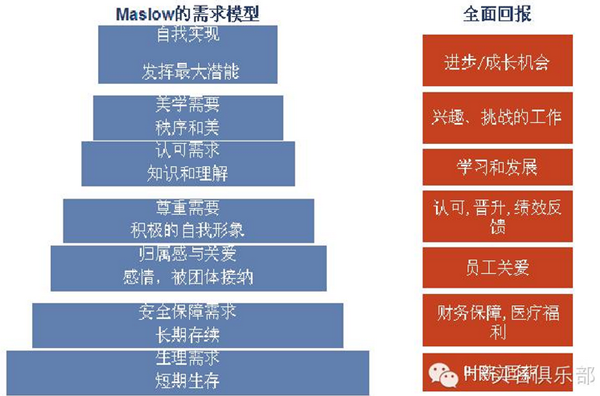 Maslow的需求模型
全面回报
自我实现
发挥最大潜能
进步/成长机会
美学需要
秩序和美
兴趣、挑战的工作
认可需求
知识和理解
学习和发展
尊重需要
积极的自我形象
认可,晋升,绩效反
馈
归属感与关爱
感情，被团体接纳
员工关爱
安全保障需求
长期存续
财务保障,医疗福
利
生理需求
短期生存
俱乐部